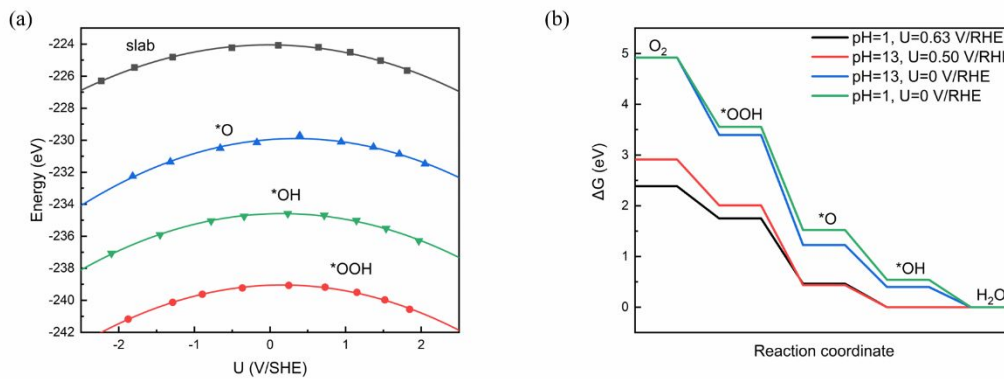 (a)
slab
*O
*OH
*OOH
Energy (eV)
-224
-226
-228
-230
-232
-234
-236
-238
-240
-242
-2
-1
0
1
2
U (V/SHE)
(b)
pH=1, U=0.63 V/RHE
pH=13, U=0.50 V/RHE
pH=13, U=0 V/RHE
pH=1, U=0 V/RHE
O₂
*OOH
*O
*OH
H₂O
ΔG (eV)
5
4
3
2
1
0
Reaction coordinate